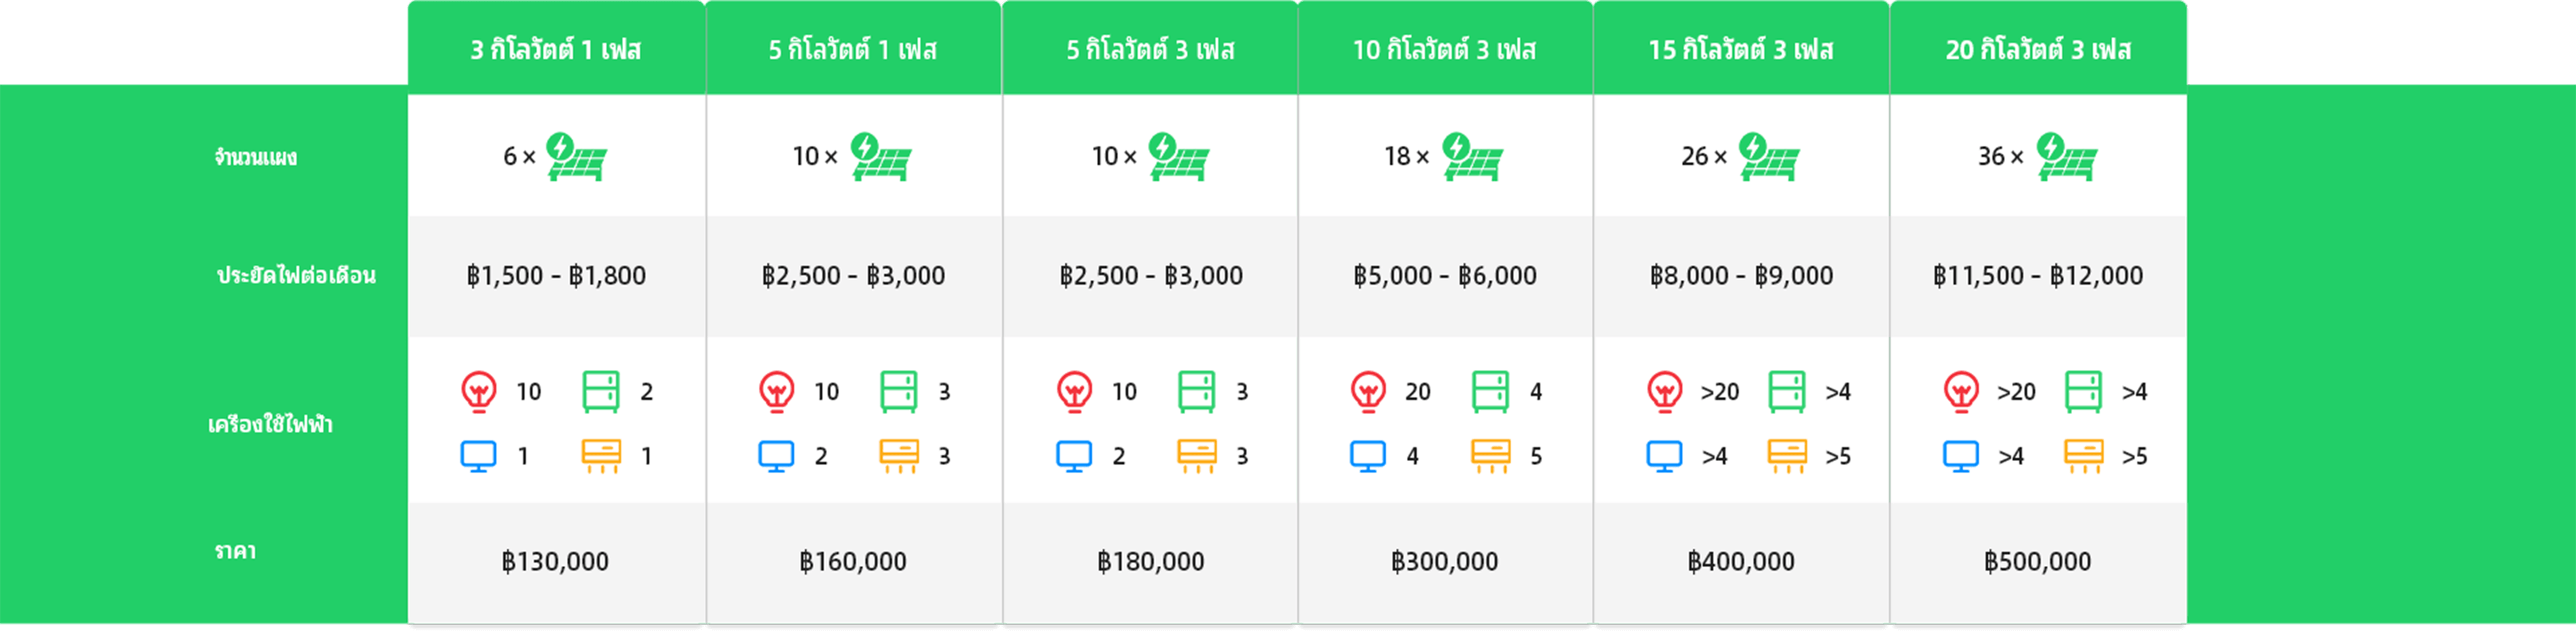 3 กิโลวัตต์ 1 เฟส 5 กิโลวัตต์ 1 เฟส 5 กิโลวัตต์ 3 เฟส 10 กิโลวัตต์ 3 เฟส 15 กิโลวัตต์ 3 เฟส 20 กิโลวัตต์ 3 เฟส
จำนวนแผง 6 × 10 × 10 × 18 × 26 × 36 ×
ประยัดไฟต่อเดือน ฿1,500 - ฿1,800 ฿2,500 - ฿3,000 ฿2,500 - ฿3,000 ฿5,000 - ฿6,000 ฿8,000 - ฿9,000 ฿11,500 - ฿12,000
10 2 10 3 10 3 20 4 >20 >4 >20 >4
เครื่องใช้ไฟฟ้า
1 1 2 3 2 3 4 5 >4 >5 >4 >5
ราคา ฿130,000 ฿160,000 ฿180,000 ฿300,000 ฿400,000 ฿500,000